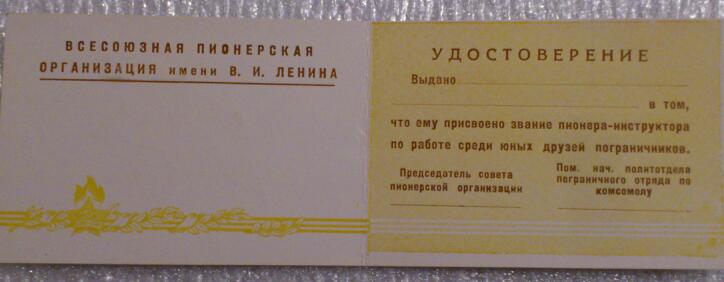 ВСЕСОЮЗНАЯ ПИОНЕРСКАЯ
ОРГАНИЗАЦИЯ имени В. И. ЛЕНИНА
УДОСТОВЕРЕНИЕ
Выдано
в том,
что ему присвоено звание пионера-инструктора
по работе среди юных друзей пограничников.
Председатель совета
пионерской организации
Пом. нач. политотдела
пограничного отряда по
комсомолу